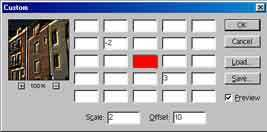 Custom
OK
-2
Cancel
Load...
3
Save...
100%
Preview
Scale: 2 Offset: 10